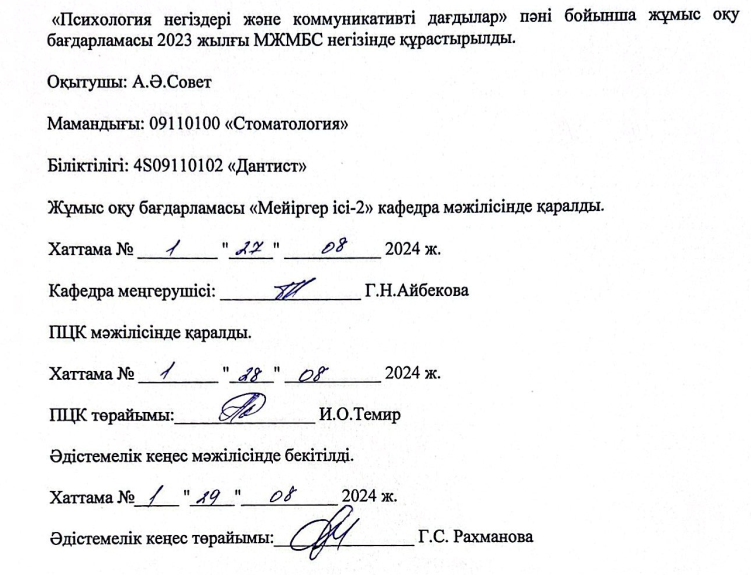 «Психология негіздері және коммуникативті дағдылар» пәні бойынша жұмыс оқу
бағдарламасы 2023 жылғы МЖМБС негізінде құрастырылды.
Оқытушы: А.Ә.Совет
Мамандығы: 09110100 «Стоматология»
Біліктілігі: 4S09110102 «Дантист»
Жұмыс оқу бағдарламасы «Мейіргер ісі-2» кафедра мәжілісінде қаралды.
Хаттама № 1 "27" 08 2024 ж.
Кафедра меңгерушісі: Г.Н.Айбекова
ПЦК мәжілісінде қаралды.
Хаттама № 1 "28" 08 2024 ж.
ПЦК төрайымы: И.О.Темир
Әдістемелік кеңес мәжілісінде бекітілді.
Хаттама № 1 "29" 08 2024 ж.
Әдістемелік кеңес төрайымы: Г.С. Рахманова